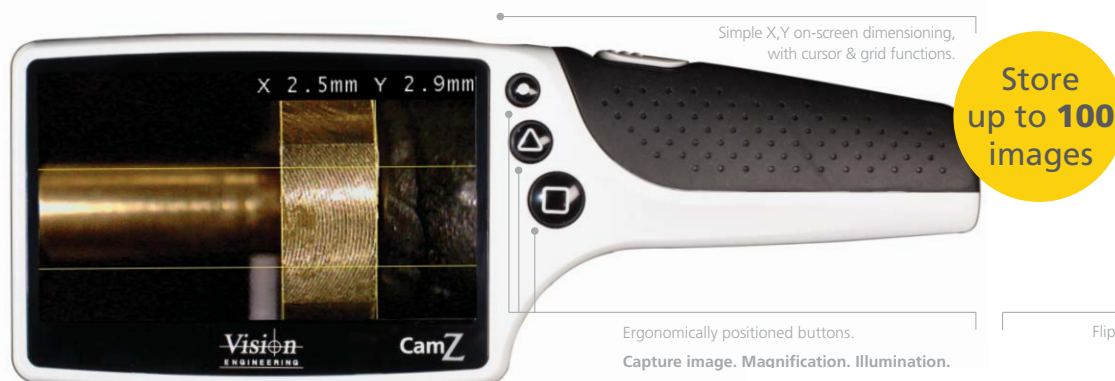 Simple X,Y on-screen dimensioning,
with cursor & grid functions.
Store
up to 100
images
X 2.5mm Y 2.9mm
Vision
ENGINEERING
CamZ
Ergonomically positioned buttons.
Flip
Capture image. Magnification. Illumination.